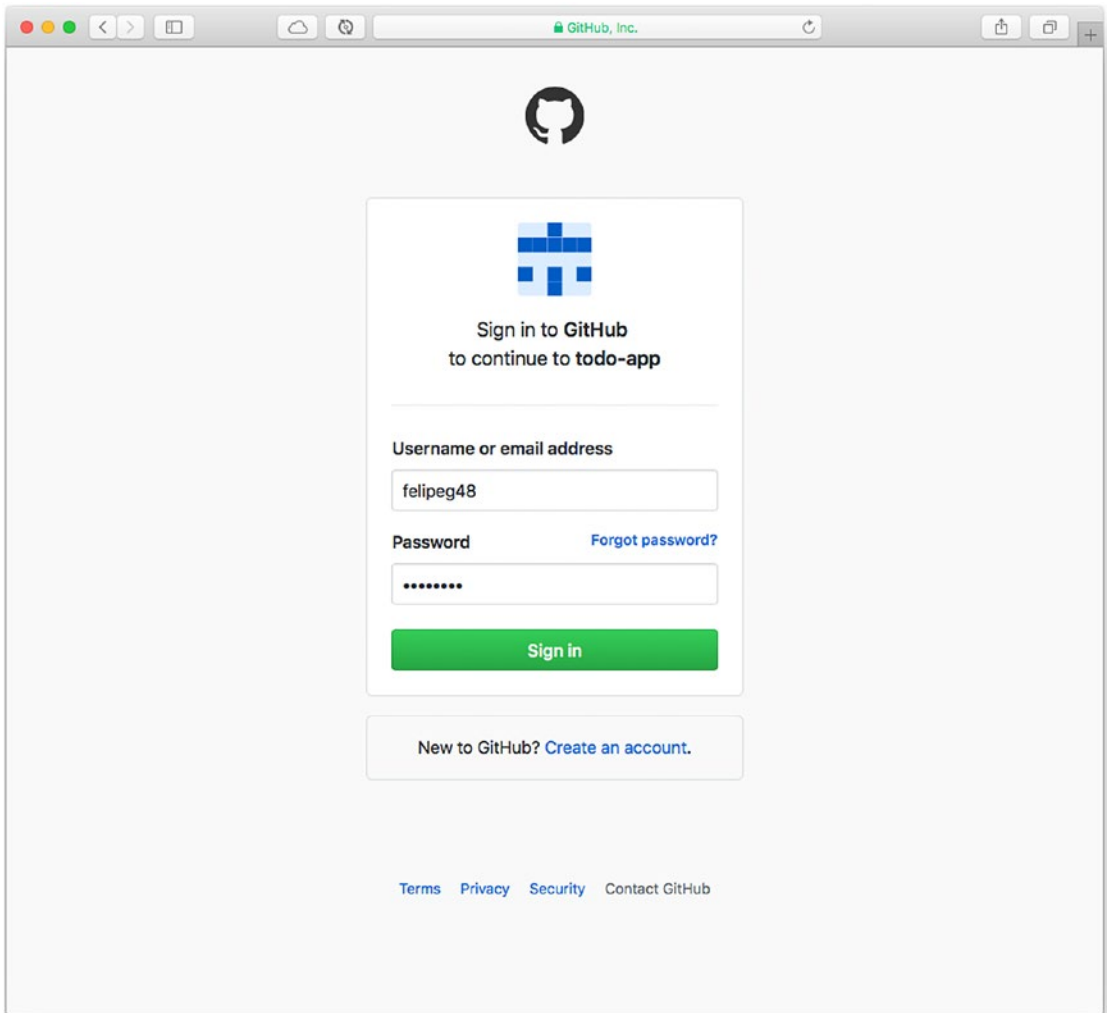 GitHub, Inc.
Sign in to GitHub
to continue to todo-app
Username or email address
felipeg48
Password Forgot password?
••••••••
Sign in
New to GitHub? Create an account.
Terms Privacy Security Contact GitHub